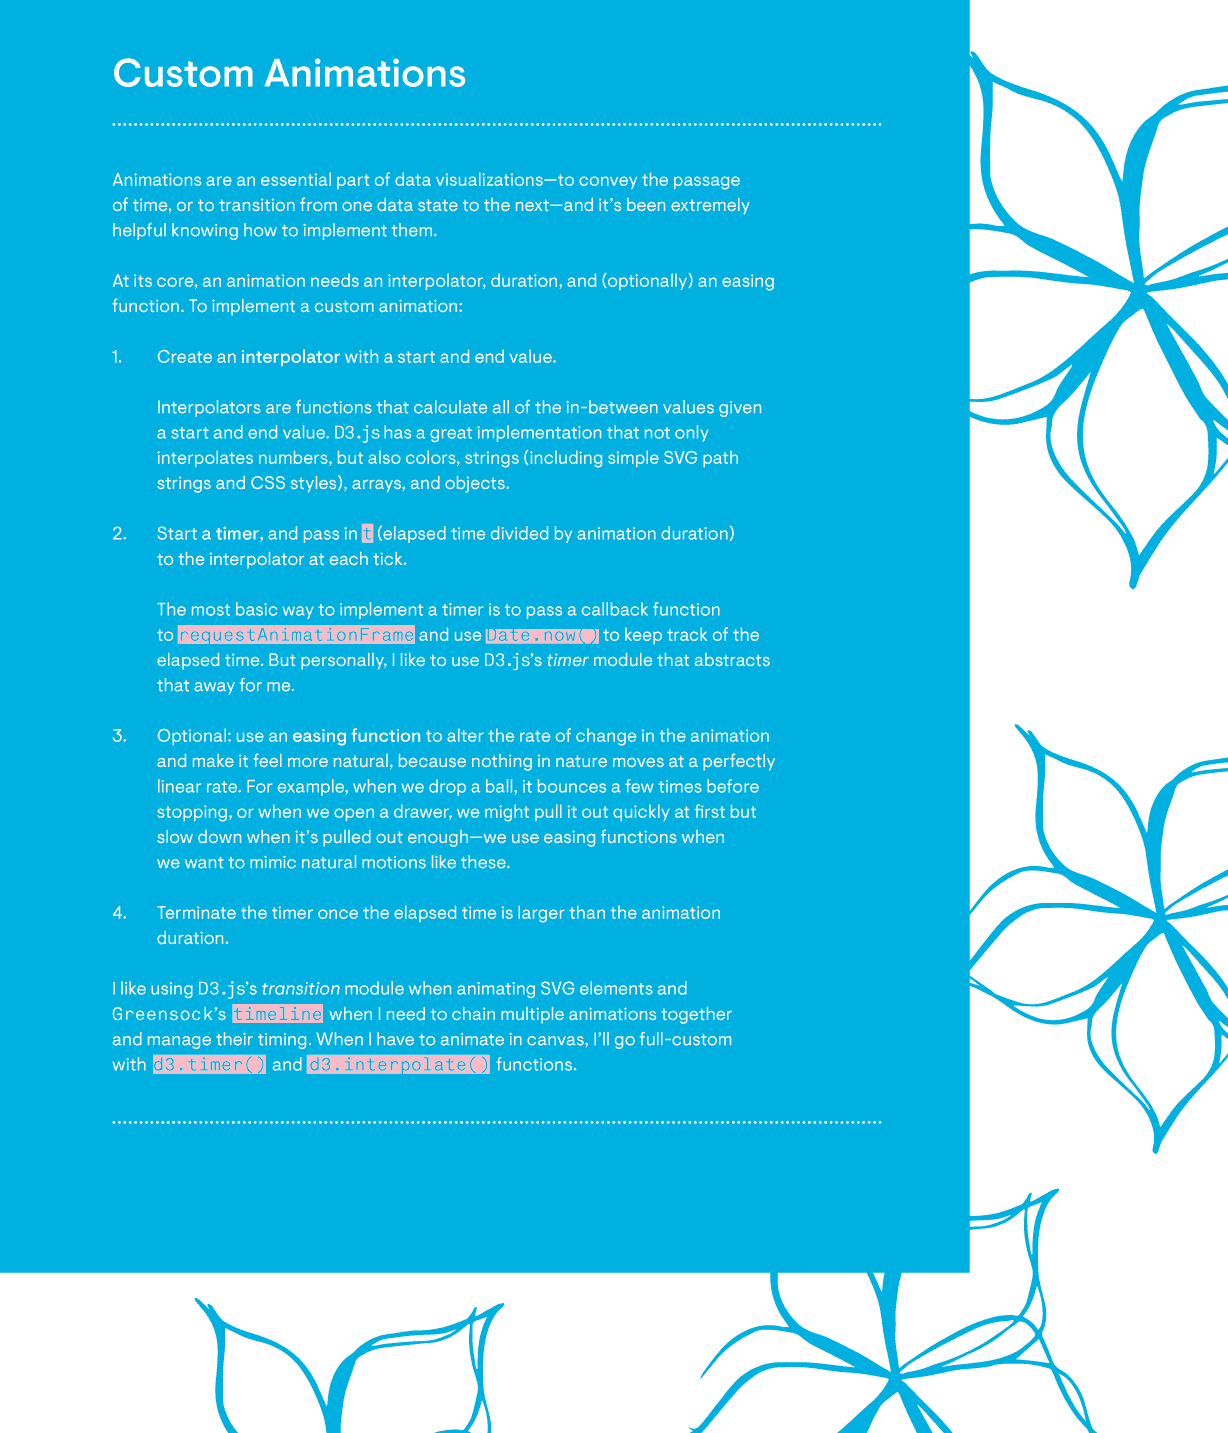 Custom Animations
Animations are an essential part of data visualizations—to convey the passage
of time, or to transition from one data state to the next—and it’s been extremely
helpful knowing how to implement them.
At its core, an animation needs an interpolator, duration, and (optionally) an easing
function. To implement a custom animation:
1. Create an interpolator with a start and end value.
Interpolators are functions that calculate all of the in-between values given
a start and end value. D3.js has a great implementation that not only
interpolates numbers, but also colors, strings (including simple SVG path
strings and CSS styles), arrays, and objects.
2. Start a timer, and pass in t (elapsed time divided by animation duration)
to the interpolator at each tick.
The most basic way to implement a timer is to pass a callback function
to requestAnimationFrame and use Date.now() to keep track of the
elapsed time. But personally, I like to use D3.js’s timer module that abstracts
that away for me.
3. Optional: use an easing function to alter the rate of change in the animation
and make it feel more natural, because nothing in nature moves at a perfectly
linear rate. For example, when we drop a ball, it bounces a few times before
stopping, or when we open a drawer, we might pull it out quickly at first but
slow down when it’s pulled out enough—we use easing functions when
we want to mimic natural motions like these.
4. Terminate the timer once the elapsed time is larger than the animation
duration.
I like using D3.js’s transition module when animating SVG elements and
Greensock’s timeline when I need to chain multiple animations together
and manage their timing. When I have to animate in canvas, I’ll go full-custom
with d3.timer() and d3.interpolate() functions.